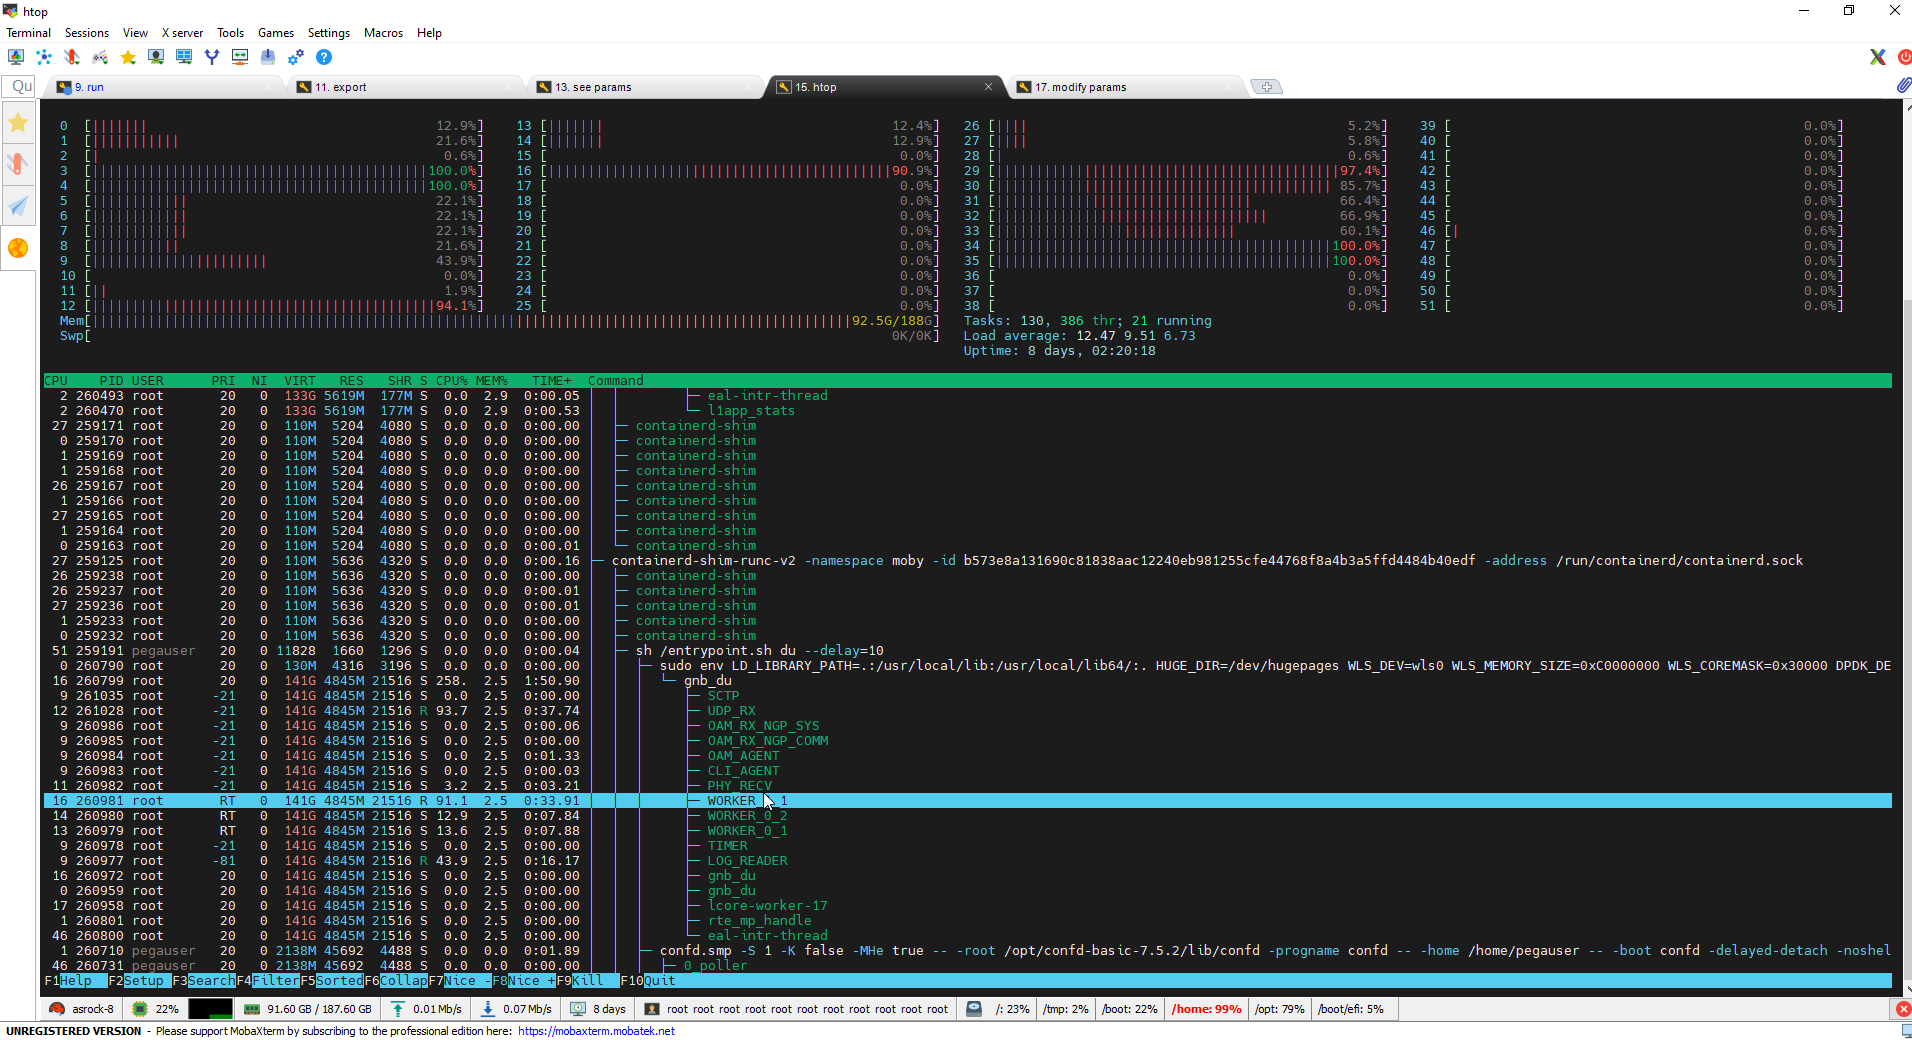 htop
Terminal Sessions View X server Tools Games Settings Macros Help
Qu
9. run
11. export
13. see params
15. htop
17. modify params
0 [ 12.9%] 13 [ 12.4%] 26 [ 5.2%] 39 [ 0.0%]
1 [ 21.6%] 14 [ 12.9%] 27 [ 5.8%] 40 [ 0.0%]
2 [ 0.6%] 15 [ 0.0%] 28 [ 0.6%] 41 [ 0.0%]
3 [ 100.0%] 16 [ 90.9%] 29 [ 97.4%] 42 [ 0.0%]
4 [ 100.0%] 17 [ 0.0%] 30 [ 85.7%] 43 [ 0.0%]
5 [ 22.1%] 18 [ 0.0%] 31 [ 66.4%] 44 [ 0.0%]
6 [ 22.1%] 19 [ 0.0%] 32 [ 66.9%] 45 [ 0.0%]
7 [ 22.1%] 20 [ 0.0%] 33 [ 60.1%] 46 [ 0.6%]
8 [ 21.6%] 21 [ 0.0%] 34 [ 100.0%] 47 [ 0.0%]
9 [ 43.9%] 22 [ 0.0%] 35 [ 100.0%] 48 [ 0.0%]
10 [ 0.0%] 23 [ 0.0%] 36 [ 0.0%] 49 [ 0.0%]
11 [ 1.9%] 24 [ 0.0%] 37 [ 0.0%] 50 [ 0.0%]
12 [ 94.1%] 25 [ 0.0%] 38 [ 0.0%] 51 [ 0.0%]
Mem[ 92.5G/188G] Tasks: 130, 386 thr; 21 running
Swp[ 0K/0K] Load average: 12.47 9.51 6.73
Uptime: 8 days, 02:20:18
CPU PID USER PRI NI VIRT RES SHR S CPU% MEM% TIME+ Command
2 260493 root 20 0 133G 5619M 177M S 0.0 2.9 0:00.05 eal-intr-thread
2 260470 root 20 0 133G 5619M 177M S 0.0 2.9 0:00.53 l1app_stats
27 259171 root 20 0 110M 5204 4080 S 0.0 0.0 0:00.00 containerd-shim
0 259170 root 20 0 110M 5204 4080 S 0.0 0.0 0:00.00 containerd-shim
1 259169 root 20 0 110M 5204 4080 S 0.0 0.0 0:00.00 containerd-shim
1 259168 root 20 0 110M 5204 4080 S 0.0 0.0 0:00.00 containerd-shim
26 259167 root 20 0 110M 5204 4080 S 0.0 0.0 0:00.00 containerd-shim
1 259166 root 20 0 110M 5204 4080 S 0.0 0.0 0:00.00 containerd-shim
27 259165 root 20 0 110M 5204 4080 S 0.0 0.0 0:00.00 containerd-shim
1 259164 root 20 0 110M 5204 4080 S 0.0 0.0 0:00.00 containerd-shim
0 259163 root 20 0 110M 5204 4080 S 0.0 0.0 0:00.01 containerd-shim
27 259125 root 20 0 110M 5636 4320 S 0.0 0.0 0:00.16 containerd-shim-runc-v2 -namespace moby -id b573e8a131690c81838aac12240eb981255cfe44768f8a4b3a5ffd4484b40edf -address /run/containerd/containerd.sock
26 259238 root 20 0 110M 5636 4320 S 0.0 0.0 0:00.00 containerd-shim
26 259237 root 20 0 110M 5636 4320 S 0.0 0.0 0:00.01 containerd-shim
27 259236 root 20 0 110M 5636 4320 S 0.0 0.0 0:00.01 containerd-shim
1 259233 root 20 0 110M 5636 4320 S 0.0 0.0 0:00.00 containerd-shim
0 259232 root 20 0 110M 5636 4320 S 0.0 0.0 0:00.00 containerd-shim
51 259191 pegauser 20 0 11828 1660 1296 S 0.0 0.0 0:00.04 sh /entrypoint.sh du --delay=10
0 260790 root 20 0 130M 4316 3196 S 0.0 0.0 0:00.00 sudo env LD_LIBRARY_PATH=.:/usr/local/lib:/usr/local/lib64/:. HUGE_DIR=/dev/hugepages WLS_DEV=wls0 WLS_MEMORY_SIZE=0xC0000000 WLS_COREMASK=0x30000 DPDK_DE
16 260799 root 20 0 141G 4845M 21516 S 258. 2.5 1:50.90 gnb_du
9 261035 root -21 0 141G 4845M 21516 S 0.0 2.5 0:00.00 SCTP
12 261028 root -21 0 141G 4845M 21516 R 93.7 2.5 0:37.74 UDP_RX
9 260986 root -21 0 141G 4845M 21516 S 0.0 2.5 0:00.06 OAM_RX_NGP_SYS
9 260985 root -21 0 141G 4845M 21516 S 0.0 2.5 0:00.00 OAM_RX_NGP_COMM
9 260984 root -21 0 141G 4845M 21516 S 0.0 2.5 0:01.33 OAM_AGENT
9 260983 root -21 0 141G 4845M 21516 S 0.0 2.5 0:00.03 CLI_AGENT
11 260982 root -21 0 141G 4845M 21516 S 3.2 2.5 0:03.21 PHY_RECV
16 260981 root RT 0 141G 4845M 21516 R 91.1 2.5 0:33.91 WORKER _1
14 260980 root RT 0 141G 4845M 21516 S 12.9 2.5 0:07.84 WORKER_0_2
13 260979 root RT 0 141G 4845M 21516 S 13.6 2.5 0:07.88 WORKER_0_1
9 260978 root -21 0 141G 4845M 21516 S 0.0 2.5 0:00.00 TIMER
9 260977 root -81 0 141G 4845M 21516 R 43.9 2.5 0:16.17 LOG_READER
16 260972 root 20 0 141G 4845M 21516 S 0.0 2.5 0:00.00 gnb_du
0 260959 root 20 0 141G 4845M 21516 S 0.0 2.5 0:00.00 gnb_du
17 260958 root 20 0 141G 4845M 21516 S 0.0 2.5 0:00.00 lcore-worker-17
1 260801 root 20 0 141G 4845M 21516 S 0.0 2.5 0:00.00 rte_mp_handle
46 260800 root 20 0 141G 4845M 21516 S 0.0 2.5 0:00.00 eal-intr-thread
1 260710 pegauser 20 0 2138M 45692 4488 S 0.0 0.0 0:01.89 confd.smp -S 1 -K false -MHe true -- -root /opt/confd-basic-7.5.2/lib/confd -progname confd -- -home /home/pegauser -- -boot confd -delayed-detach -noshel
46 260731 pegauser 20 0 2138M 45692 4488 S 0.0 0.0 0:00.00 0_poller
F1Help F2Setup F3SearchF4FilterF5SortedF6CollapF7Nice -F8Nice +F9Kill F10Quit
asrock-8 22% 91.60 GB / 187.60 GB 0.01 Mb/s 0.07 Mb/s 8 days root root root root root root root root root root root /: 23% /tmp: 2% /boot: 22% /home: 99% /opt: 79% /boot/efi: 5%
UNREGISTERED VERSION - Please support MobaXterm by subscribing to the professional edition here: https://mobaxterm.mobatek.net